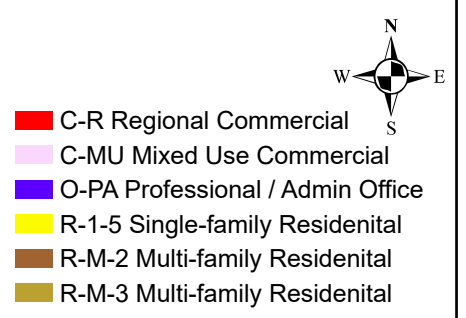 N
W E
S
C-R Regional Commercial
C-MU Mixed Use Commercial
O-PA Professional / Admin Office
R-1-5 Single-family Residenital
R-M-2 Multi-family Residenital
R-M-3 Multi-family Residenital